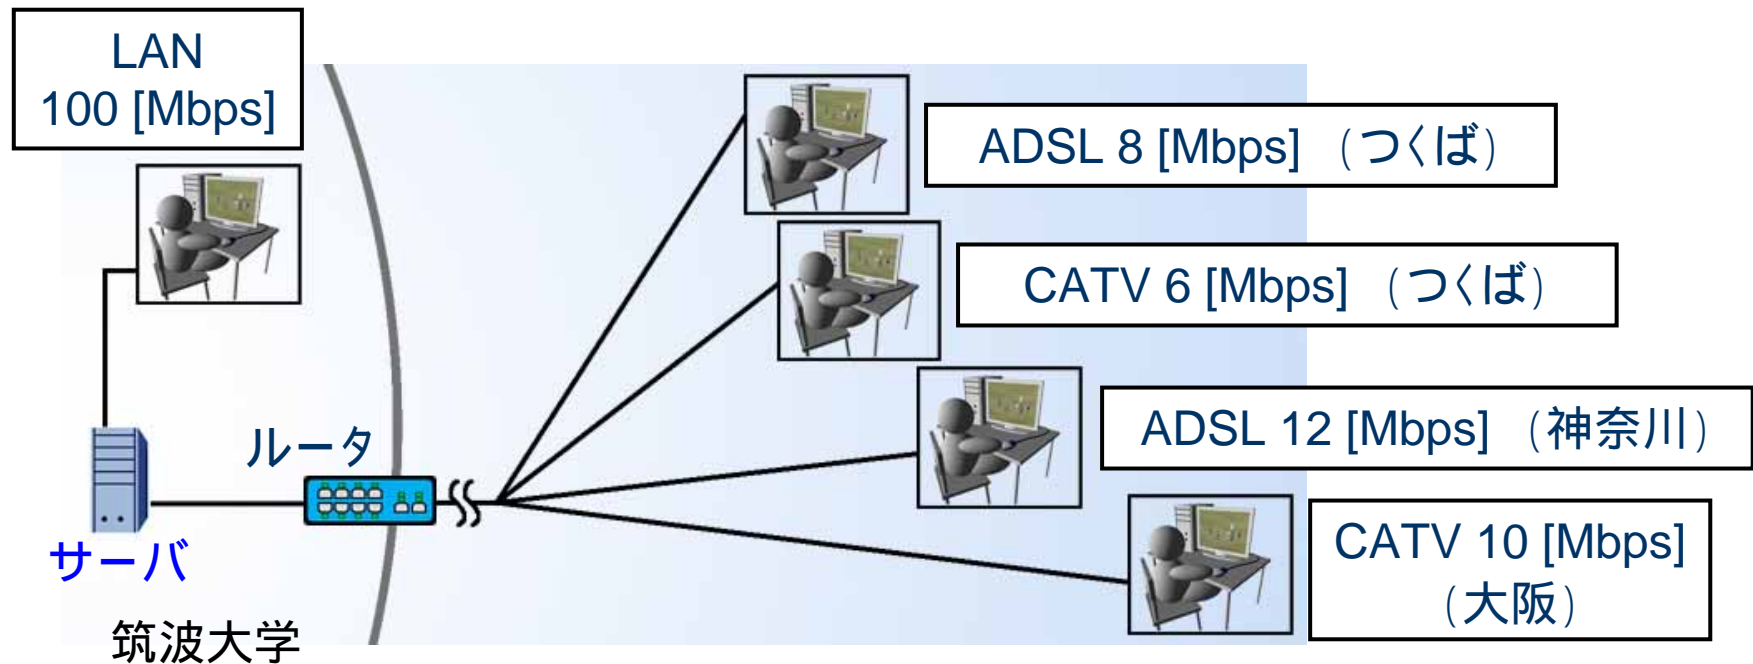 LAN
100 [Mbps]
ADSL 8 [Mbps] (つくば)
CATV 6 [Mbps] (つくば)
ADSL 12 [Mbps] (神奈川)
ルータ
CATV 10 [Mbps]
(大阪)
サーバ
筑波大学